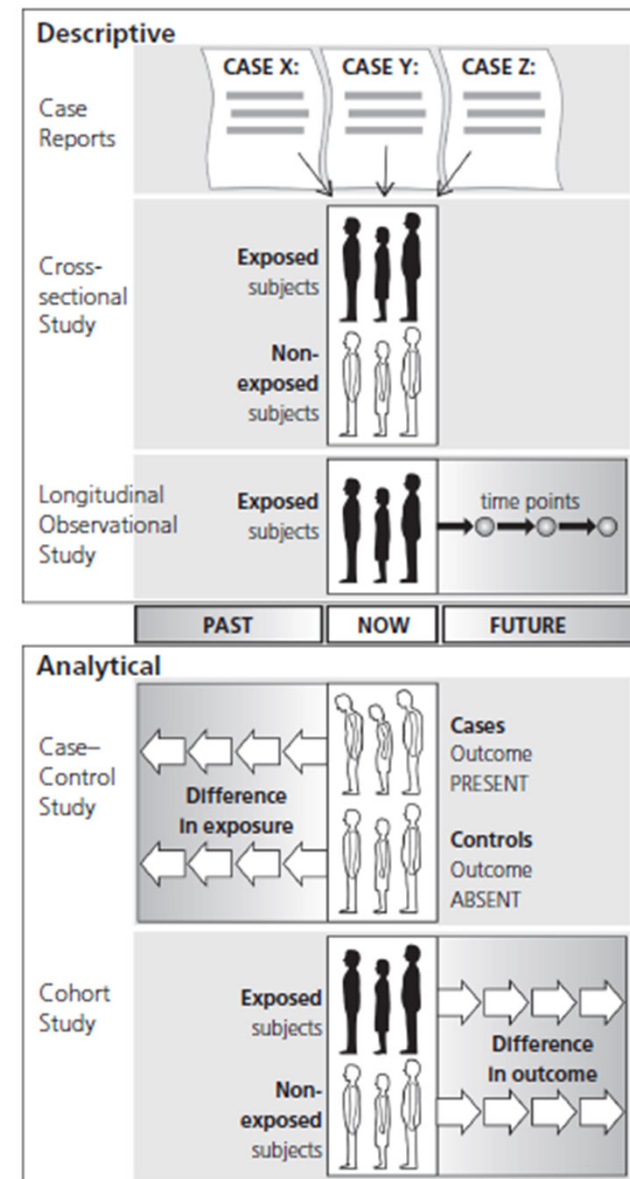 Descriptive
Case
Reports
CASE X:
CASE Y:
CASE Z:
Cross-
sectional
Study
Exposed
subjects
Non-
exposed
subjects
Longitudinal
Observational
Study
Exposed
subjects
time points
PAST
NOW
FUTURE
Analytical
Case–
Control
Study
Difference
in exposure
Cases
Outcome
PRESENT
Controls
Outcome
ABSENT
Cohort
Study
Exposed
subjects
Non-
exposed
subjects
Difference
in outcome